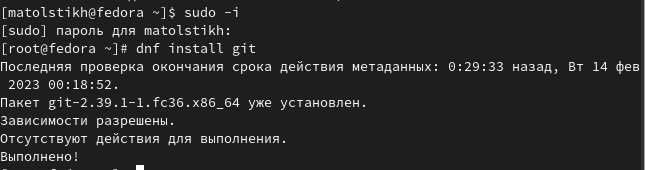 [matolstikh@fedora ~]$ sudo -i
[sudo] пароль для matolstikh:
[root@fedora ~]# dnf install git
Последняя проверка окончания срока действия метаданных: 0:29:33 назад, Вт 14 фев
2023 00:18:52.
Пакет git-2.39.1-1.fc36.x86_64 уже установлен.
Зависимости разрешены.
Отсутствуют действия для выполнения.
Выполнено!